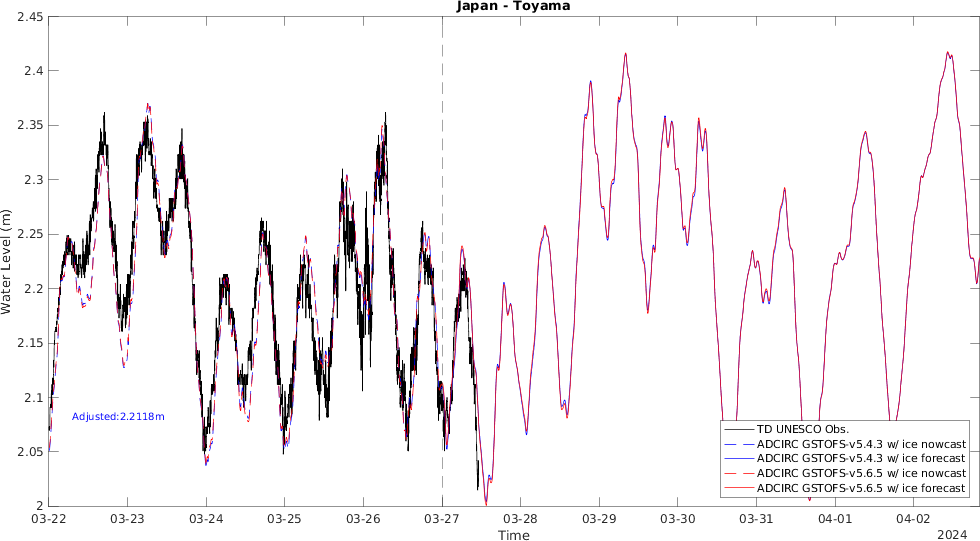 Japan - Toyama
2.45
2.4
2.35
2.3
2.25
2.2
2.15
2.1
2.05
2
Water Level (m)
Adjusted:2.2118m
TD UNESCO Obs.
ADCIRC GSTOFS-v5.4.3 w/ ice nowcast
ADCIRC GSTOFS-v5.4.3 w/ ice forecast
ADCIRC GSTOFS-v5.6.5 w/ ice nowcast
ADCIRC GSTOFS-v5.6.5 w/ ice forecast
03-22 03-23 03-24 03-25 03-26 03-27 03-28 03-29 03-30 03-31 04-01 04-02
Time
2024